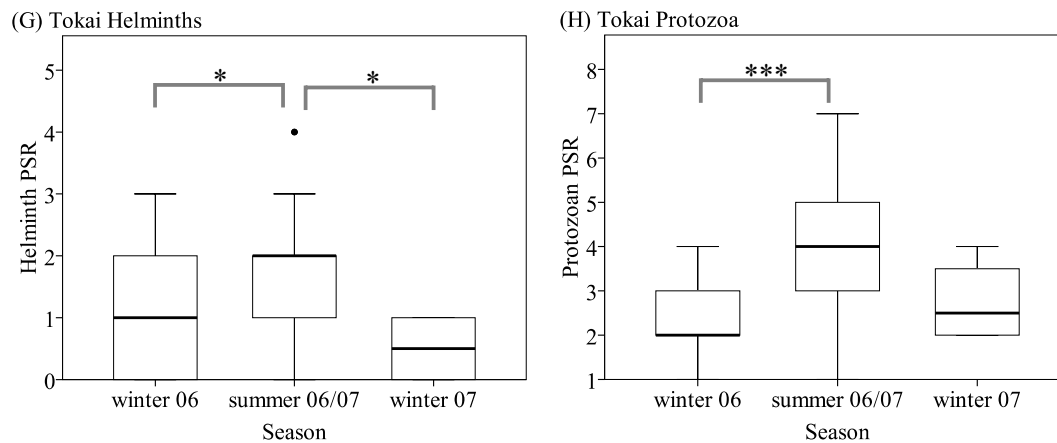 (G) Tokai Helminths
5
4
3
2
1
0
Helminth PSR
*
*
winter 06
summer 06/07
winter 07
Season
(H) Tokai Protozoa
8
7
6
5
4
3
2
1
Protozoan PSR
***
winter 06
summer 06/07
winter 07
Season